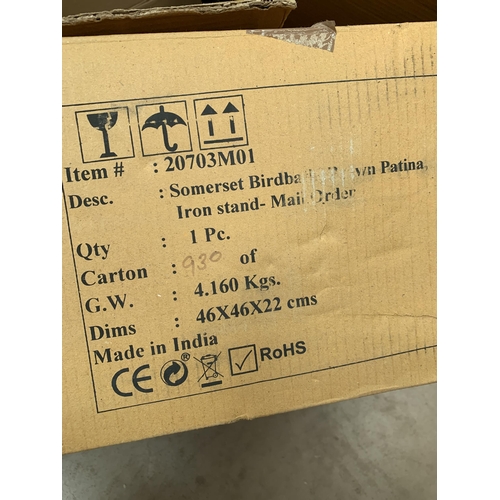 Item # : 20703M01
Desc. : Somerset Birdba Patina,
Iron stand- Mail Order
Qty : 1 Pc.
Carton : 930 of
G.W. : 4.160 Kgs.
Dims : 46X46X22 cms
Made in India
CE ® RoHS